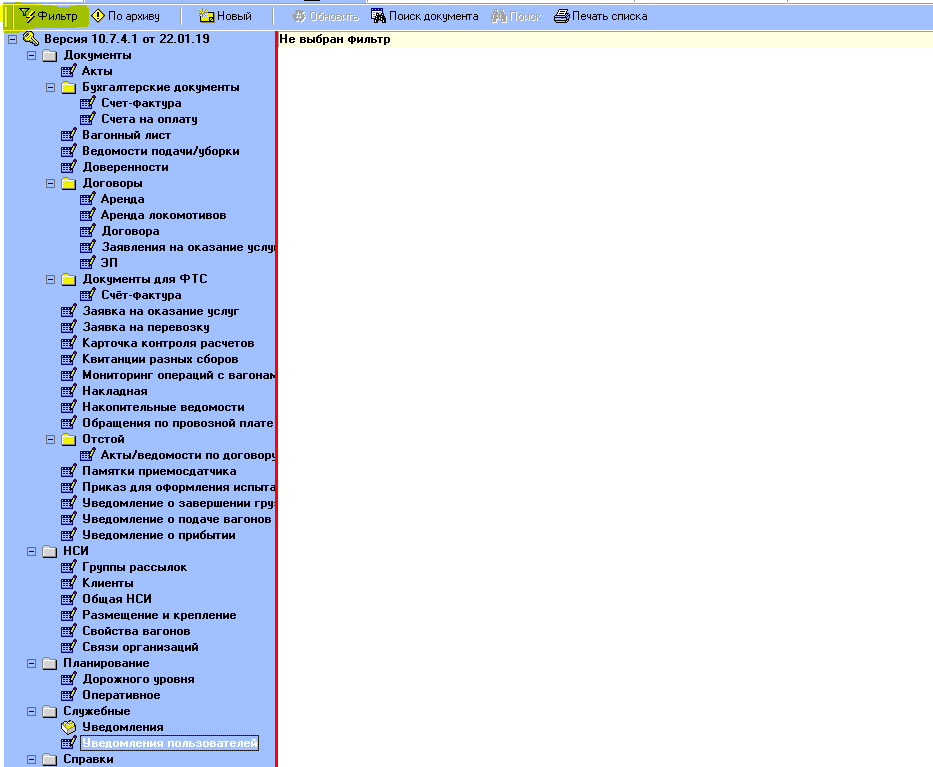 Фильтр По архиву Новый Обновить Поиск документа Поиск Печать списка
Версия 10.7.4.1 от 22.01.19
Не выбран фильтр
Документы
Акты
Бухгалтерские документы
Счет-фактура
Счета на оплату
Вагонный лист
Ведомости подачи/уборки
Доверенности
Договоры
Аренда
Аренда локомотивов
Договора
Заявления на оказание услу
ЭП
Документы для ФТС
Счёт-фактура
Заявка на оказание услуг
Заявка на перевозку
Карточка контроля расчетов
Квитанции разных сборов
Мониторинг операций с вагонам
Накладная
Накопительные ведомости
Обращения по провозной плате
Отстой
Акты/ведомости по договору
Памятки приемосдатчика
Приказ для оформления испыта
Уведомление о завершении гру
Уведомление о подаче вагонов
Уведомление о прибытии
НСИ
Группы рассылок
Клиенты
Общая НСИ
Размещение и крепление
Свойства вагонов
Связи организаций
Планирование
Дорожного уровня
Оперативное
Служебные
Уведомления
Уведомления пользователей
Справки